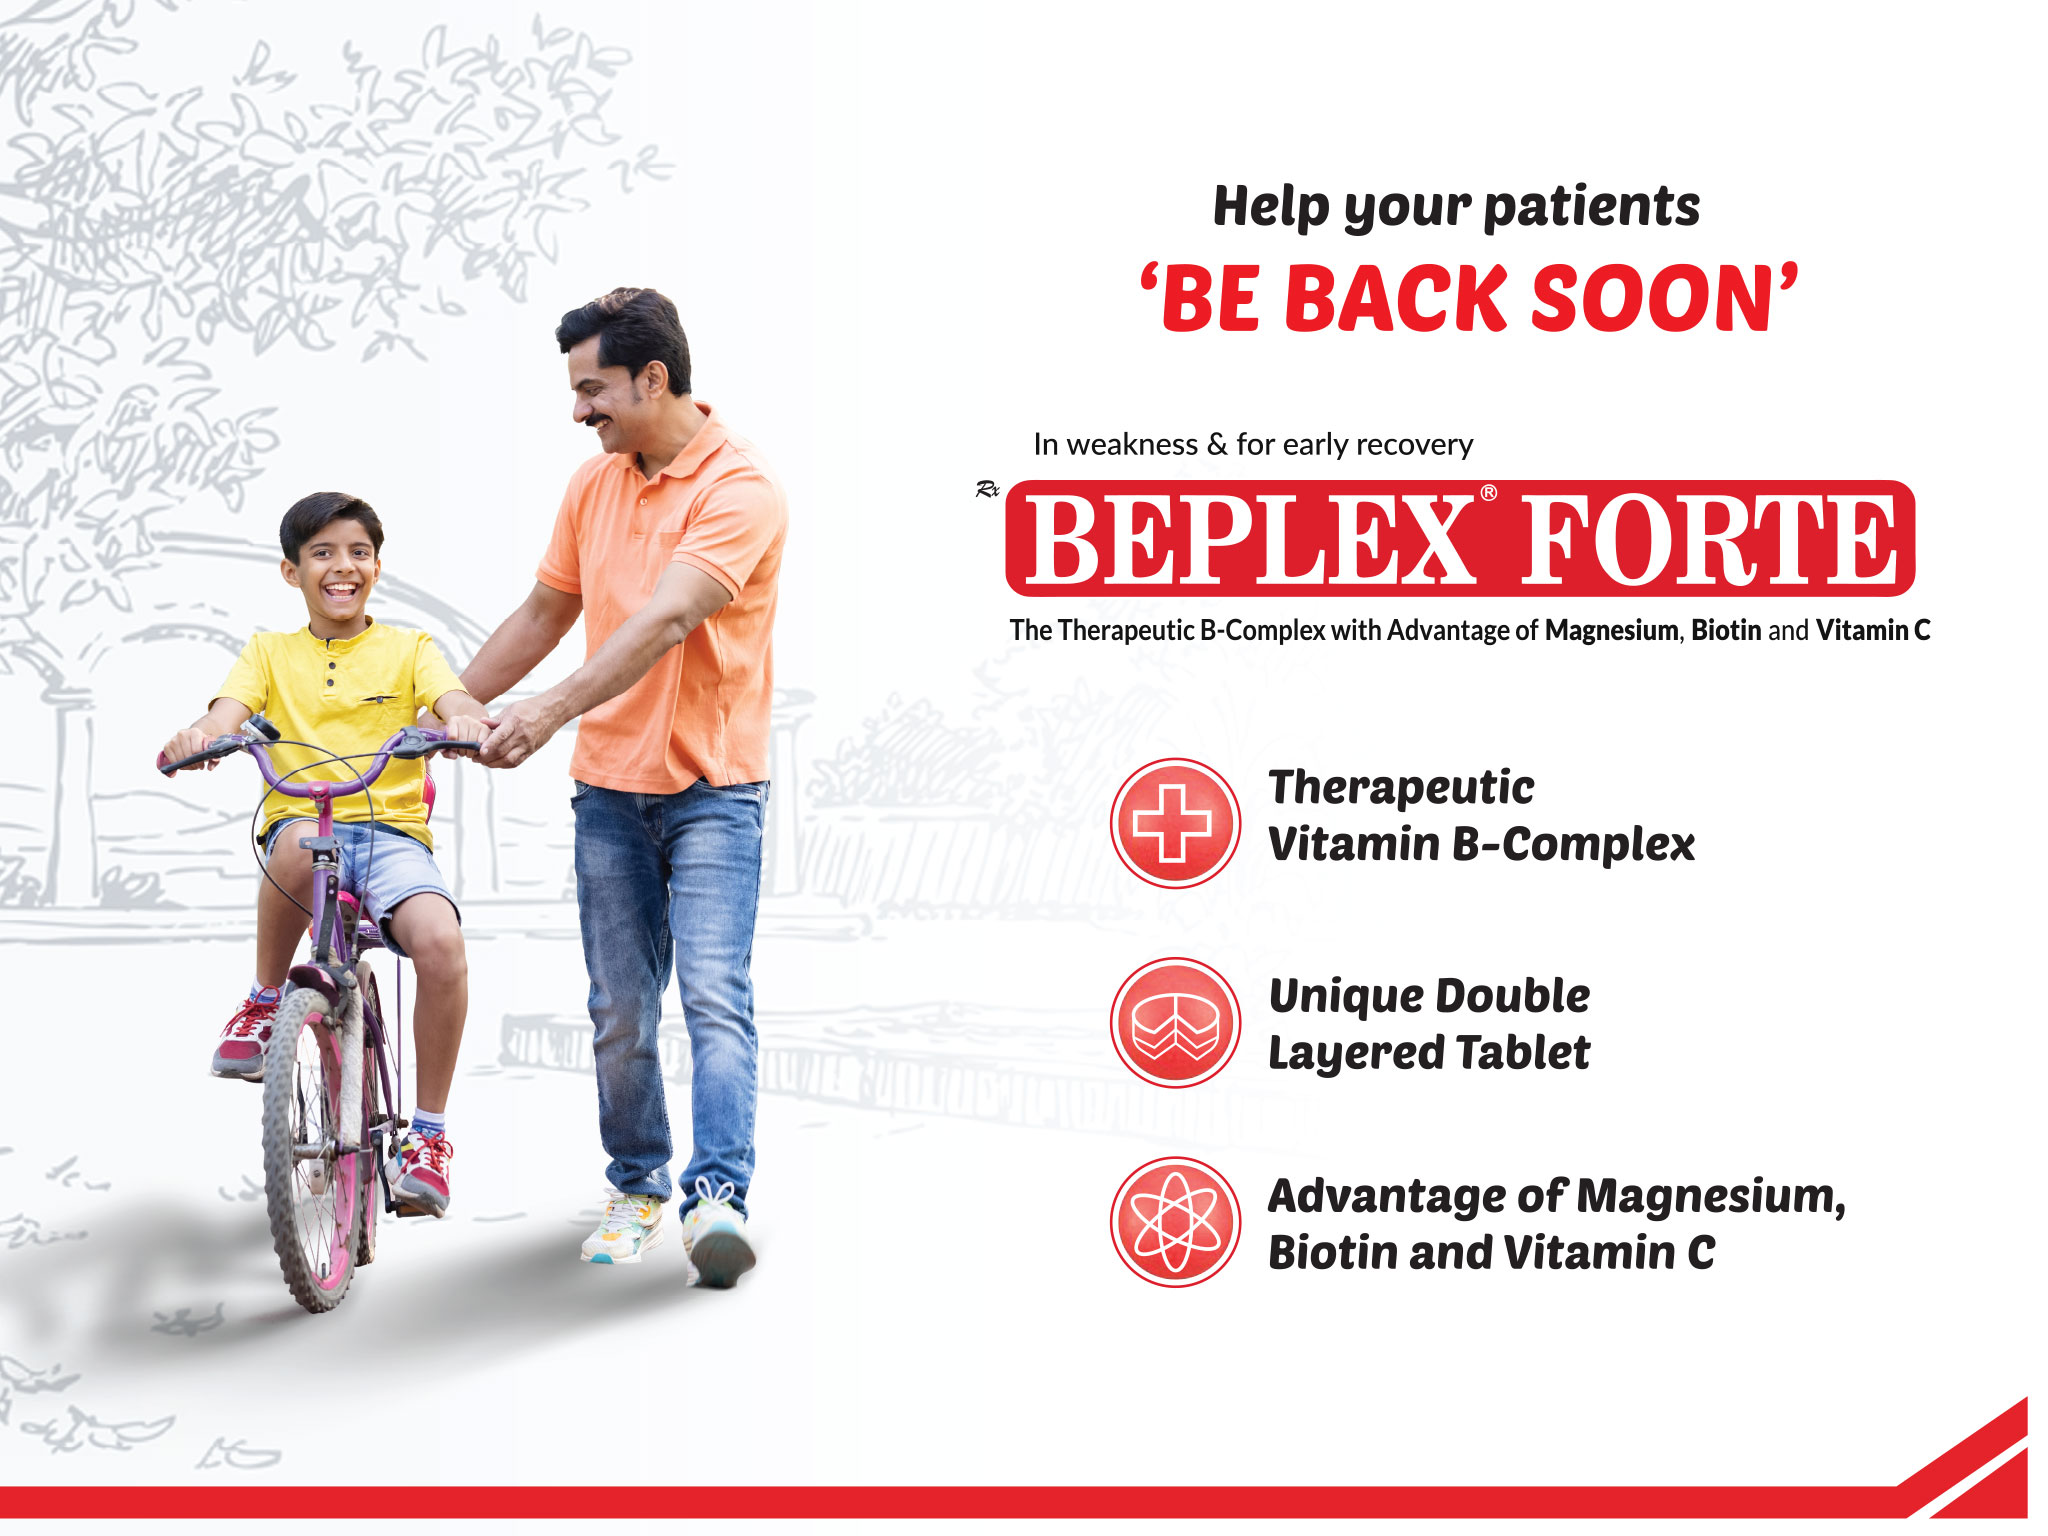 Help your patients
‘BE BACK SOON’
In weakness & for early recovery
Rx BEPLEX® FORTE
The Therapeutic B-Complex with Advantage of Magnesium, Biotin and Vitamin C
Therapeutic
Vitamin B-Complex
Unique Double
Layered Tablet
Advantage of Magnesium,
Biotin and Vitamin C